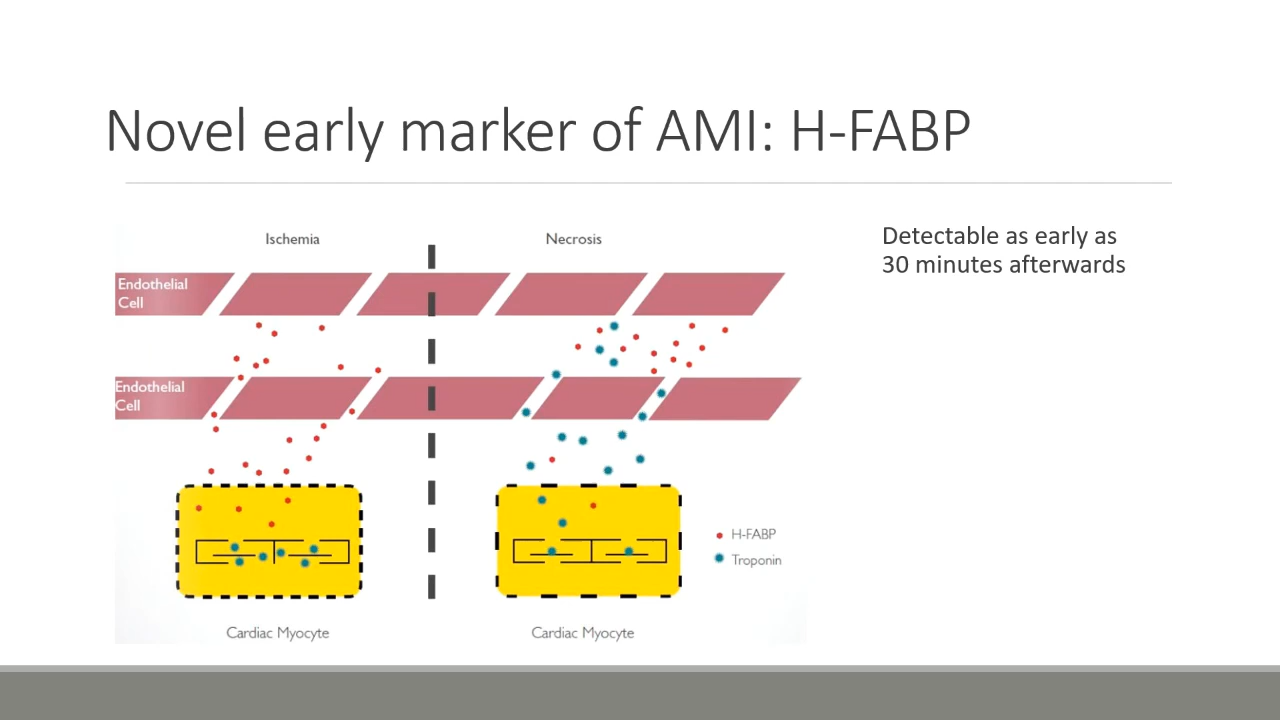 Novel early marker of AMI: H-FABP
Ischemia
Necrosis
Endothelial
Cell
Endothelial
Cell
H-FABP
Troponin
Cardiac Myocyte
Cardiac Myocyte
Detectable as early as
30 minutes afterwards